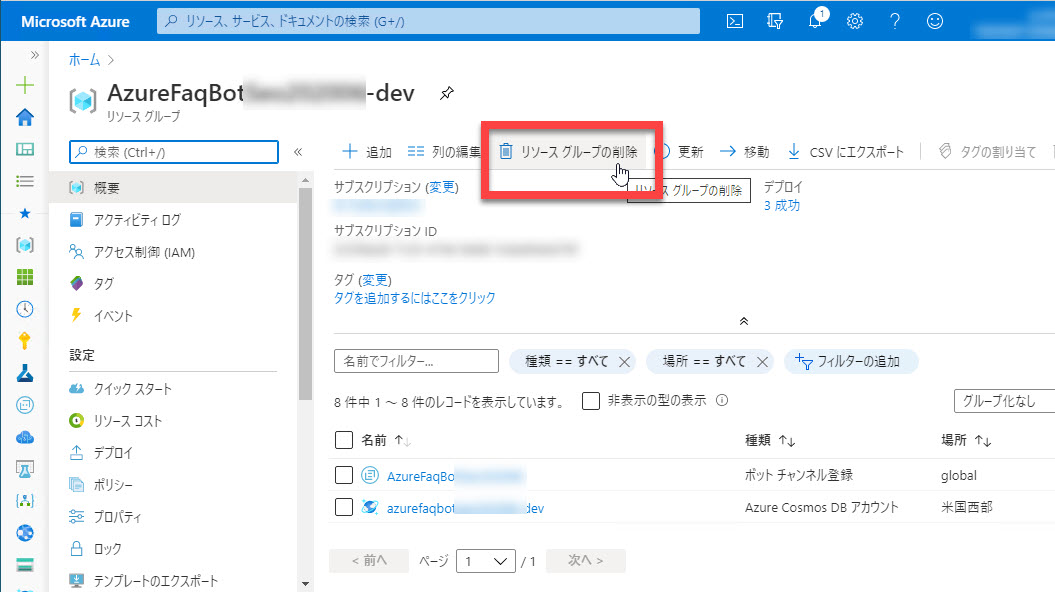 Microsoft Azure
リソース、サービス、ドキュメントの検索 (G+/)
1
ホーム
AzureFaqBot -dev
リソース グループ
検索 (Ctrl+/)
追加
列の編集
リソース グループの削除
更新
移動
CSV にエクスポート
タグの割り当て
概要
アクティビティ ログ
アクセス制御 (IAM)
タグ
イベント
設定
クイック スタート
リソース コスト
デプロイ
ポリシー
プロパティ
ロック
テンプレートのエクスポート
サブスクリプション (変更)
リソース グループの削除
デプロイ
3 成功
サブスクリプション ID
タグ (変更)
タグを追加するにはここをクリック
名前でフィルター...
種類 == すべて
場所 == すべて
フィルターの追加
8 件中 1 ～ 8 件のレコードを表示しています。
非表示の型の表示
グループ化なし
名前
種類
場所
AzureFaqBo
ボット チャンネル登録
global
azurefaqbot -dev
Azure Cosmos DB アカウント
米国西部
< 前へ
ページ
1
/ 1
次へ >